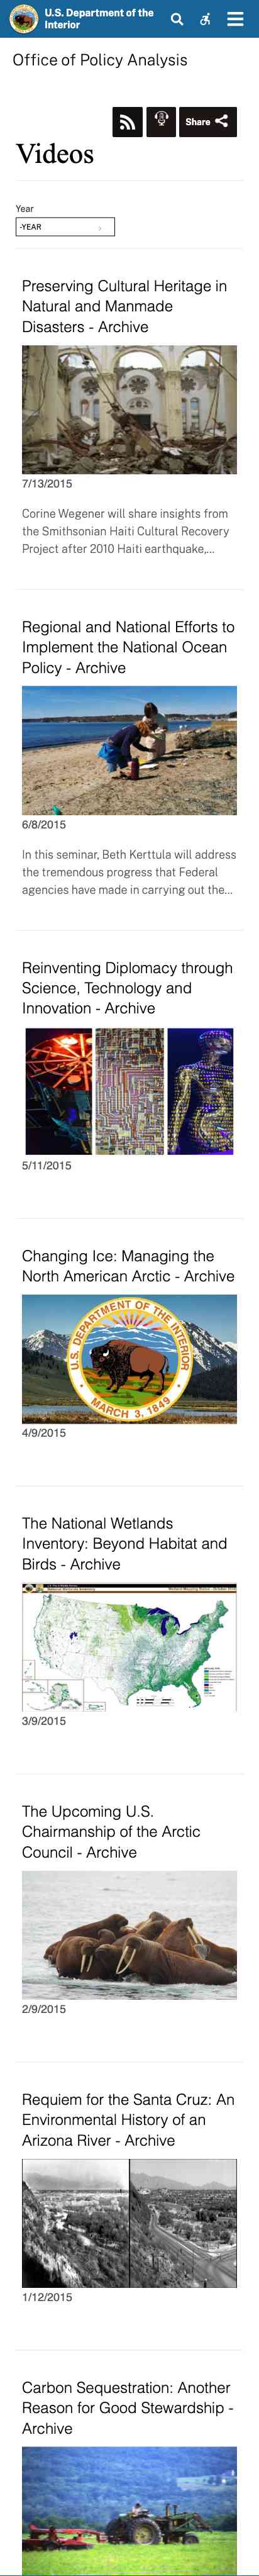 U.S. Department of the
Interior
Office of Policy Analysis
Share
Videos
Year
-YEAR
Preserving Cultural Heritage in
Natural and Manmade
Disasters - Archive
7/13/2015
Corine Wegener will share insights from
the Smithsonian Haiti Cultural Recovery
Project after 2010 Haiti earthquake,...
Regional and National Efforts to
Implement the National Ocean
Policy - Archive
6/8/2015
In this seminar, Beth Kerttula will address
the tremendous progress that Federal
agencies have made in carrying out the...
Reinventing Diplomacy through
Science, Technology and
Innovation - Archive
5/11/2015
Changing Ice: Managing the
North American Arctic - Archive
U.S. DEPARTMENT OF THE INTERIOR
MARCH 3, 1849
4/9/2015
The National Wetlands
Inventory: Beyond Habitat and
Birds - Archive
3/9/2015
The Upcoming U.S.
Chairmanship of the Arctic
Council - Archive
2/9/2015
Requiem for the Santa Cruz: An
Environmental History of an
Arizona River - Archive
1/12/2015
Carbon Sequestration: Another
Reason for Good Stewardship -
Archive